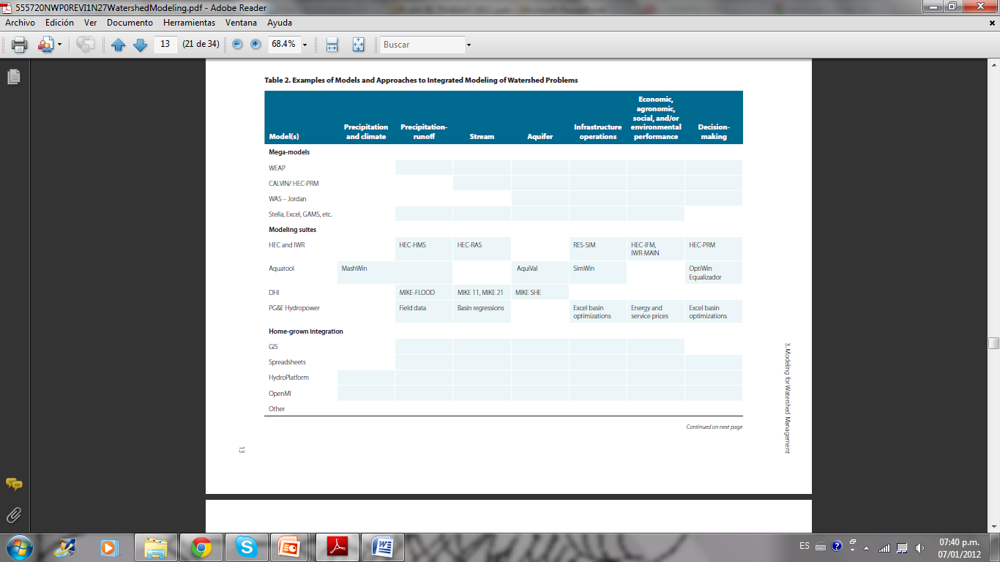 555720NWP0REVI1N27WatershedModeling.pdf - Adobe Reader
Archivo Edición Ver Documento Herramientas Ventana Ayuda
13 (21 de 34) 68.4% Buscar
Table 2. Examples of Models and Approaches to Integrated Modeling of Watershed Problems
Model(s)
Precipitation
and climate
Precipitation-
runoff
Stream
Aquifer
Infrastructure
operations
Economic,
agronomic,
social, and/or
environmental
performance
Decision-
making
Mega-models
WEAP
CALVIN/ HEC-PRM
WAS – Jordan
Stella, Excel, GAMS, etc.
Modeling suites
HEC and IWR HEC-HMS HEC-RAS RES-SIM HEC-IFM, HEC-PRM
IWR-MAIN
Aquatool MashWin AquiVal SimWin OptiWin
Equalizador
DHI MIKE-FLOOD MIKE 11, MIKE 21 MIKE SHE
PG&E Hydropower Field data Basin regressions Excel basin Energy and Excel basin
optimizations service prices optimizations
Home-grown integration
GIS
Spreadsheets
HydroPlatform
OpenMI
Other
Continued on next page
3. Modeling for Watershed Management
13
ES
07:40 p.m.
07/01/2012